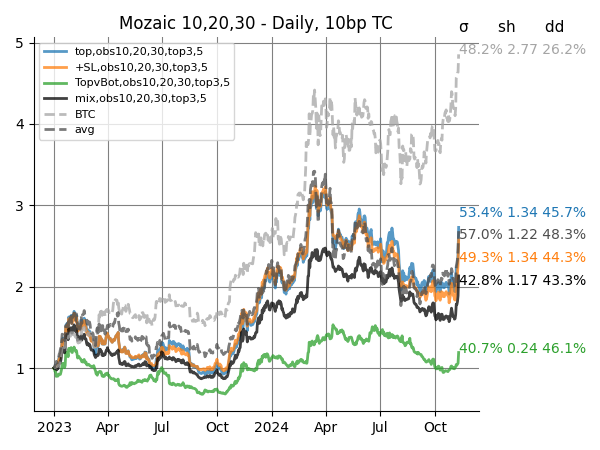 Mozaic 10,20,30 - Daily, 10bp TC
σ sh dd
top,obs10,20,30,top3,5
+SL,obs10,20,30,top3,5
TopvBot,obs10,20,30,top3,5
mix,obs10,20,30,top3,5
BTC
avg
48.2% 2.77 26.2%
53.4% 1.34 45.7%
57.0% 1.22 48.3%
49.3% 1.34 44.3%
42.8% 1.17 43.3%
40.7% 0.24 46.1%
5
4
3
2
1
2023 Apr Jul Oct 2024 Apr Jul Oct